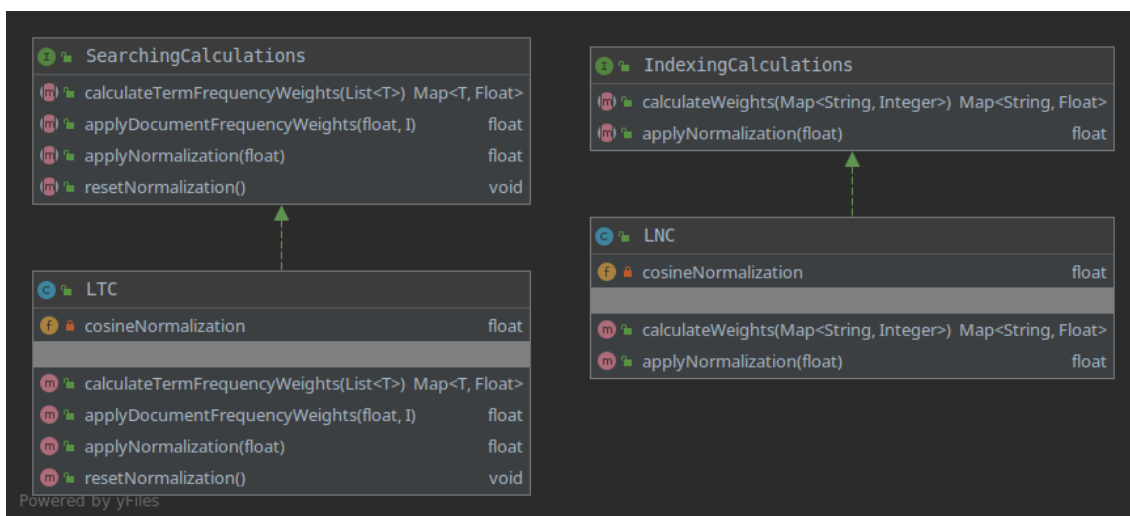 SearchingCalculations
calculateTermFrequencyWeights(List<T>) Map<T, Float>
applyDocumentFrequencyWeights(float, I) float
applyNormalization(float) float
resetNormalization() void
IndexingCalculations
calculateWeights(Map<String, Integer>) Map<String, Float>
applyNormalization(float) float
LTC
cosineNormalization float
calculateTermFrequencyWeights(List<T>) Map<T, Float>
applyDocumentFrequencyWeights(float, I) float
applyNormalization(float) float
resetNormalization() void
LNC
cosineNormalization float
calculateWeights(Map<String, Integer>) Map<String, Float>
applyNormalization(float) float
Powered by yFiles